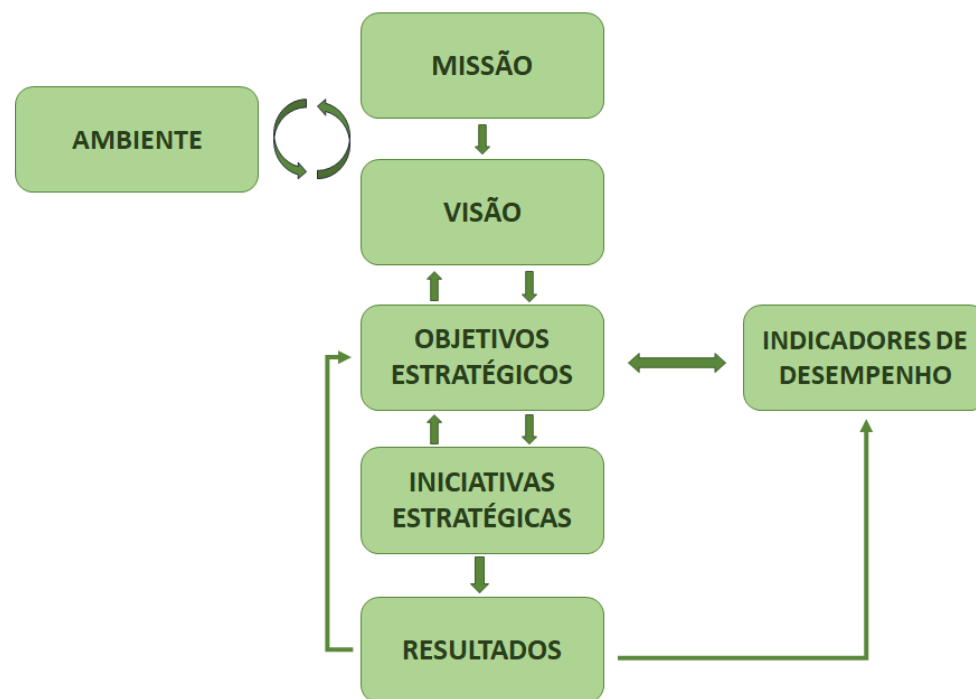 MISSÃO
AMBIENTE
VISÃO
OBJETIVOS
ESTRATÉGICOS
INDICADORES DE
DESEMPENHO
INICIATIVAS
ESTRATÉGICAS
RESULTADOS